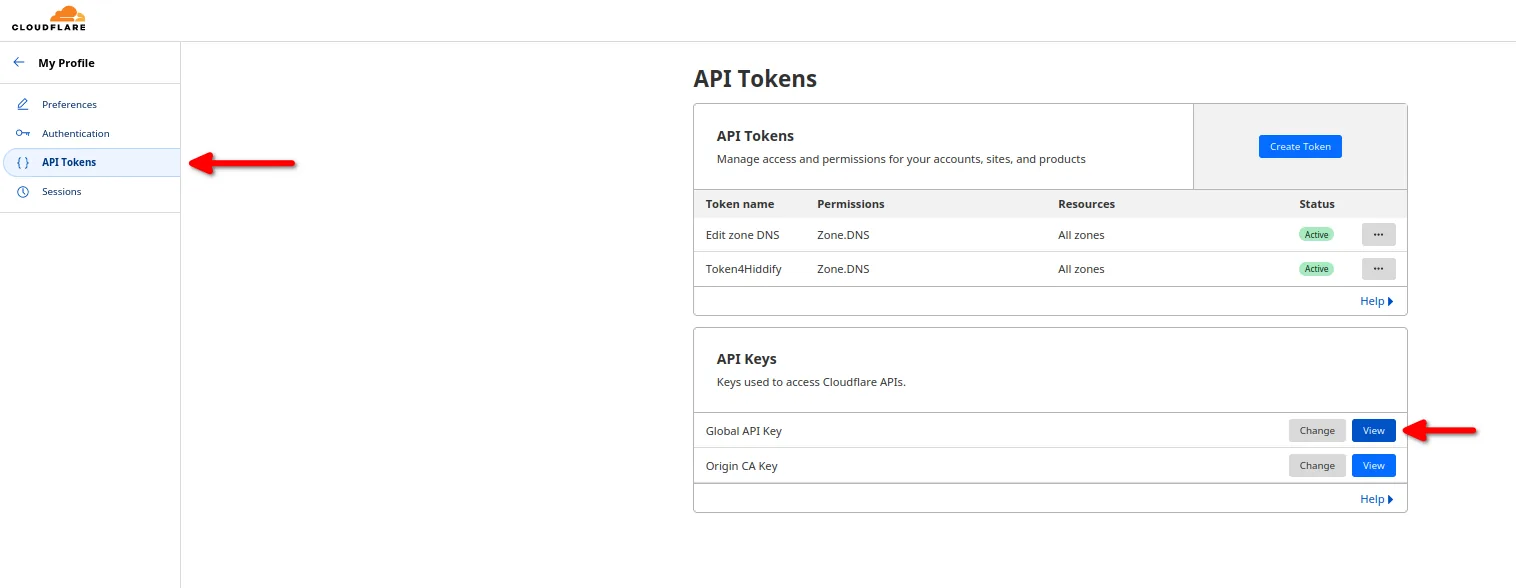 CLOUDFLARE
My Profile
Preferences
Authentication
{ } API Tokens
Sessions
API Tokens
API Tokens
Manage access and permissions for your accounts, sites, and products
Create Token
Token name Permissions Resources Status
Edit zone DNS Zone.DNS All zones Active ...
Token4Hiddify Zone.DNS All zones Active ...
Help
API Keys
Keys used to access Cloudflare APIs.
Global API Key Change View
Origin CA Key Change View
Help